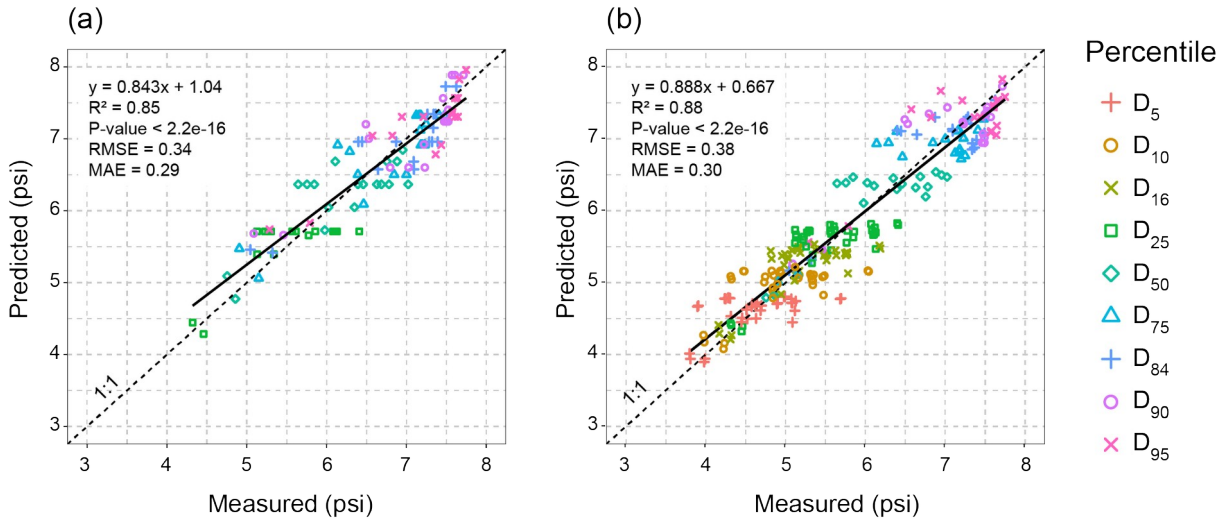 (a)
y = 0.843x + 1.04
R² = 0.85
P-value < 2.2e-16
RMSE = 0.34
MAE = 0.29
1:1
8
7
6
5
4
3
Predicted (psi)
3 4 5 6 7 8
Measured (psi)
(b)
y = 0.888x + 0.667
R² = 0.88
P-value < 2.2e-16
RMSE = 0.38
MAE = 0.30
1:1
8
7
6
5
4
3
Predicted (psi)
3 4 5 6 7 8
Measured (psi)
Percentile
D₅
D₁₀
D₁₆
D₂₅
D₅₀
D₇₅
D₈₄
D₉₀
D₉₅